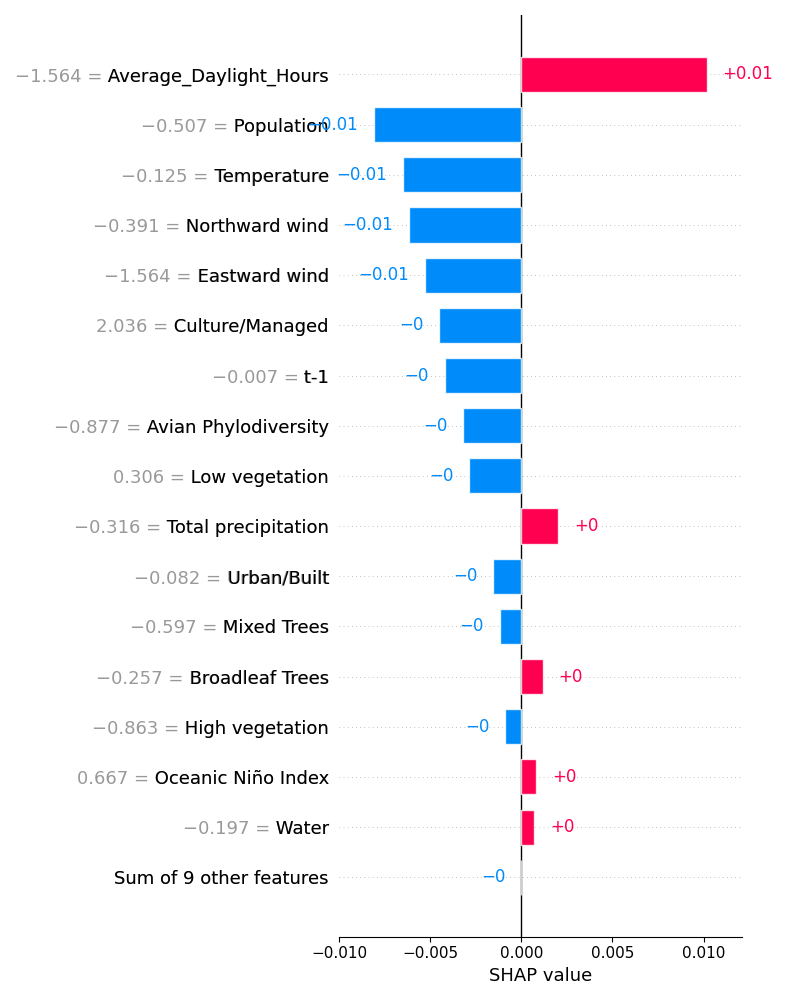 −1.564 = Average_Daylight_Hours +0.01
−0.507 = Population −0.01
−0.125 = Temperature −0.01
−0.391 = Northward wind −0.01
−1.564 = Eastward wind −0.01
2.036 = Culture/Managed −0
−0.007 = t-1 −0
−0.877 = Avian Phylodiversity −0
0.306 = Low vegetation −0
−0.316 = Total precipitation +0
−0.082 = Urban/Built −0
−0.597 = Mixed Trees −0
−0.257 = Broadleaf Trees +0
−0.863 = High vegetation −0
0.667 = Oceanic Niño Index +0
−0.197 = Water +0
Sum of 9 other features −0
−0.010 −0.005 0.000 0.005 0.010
SHAP value